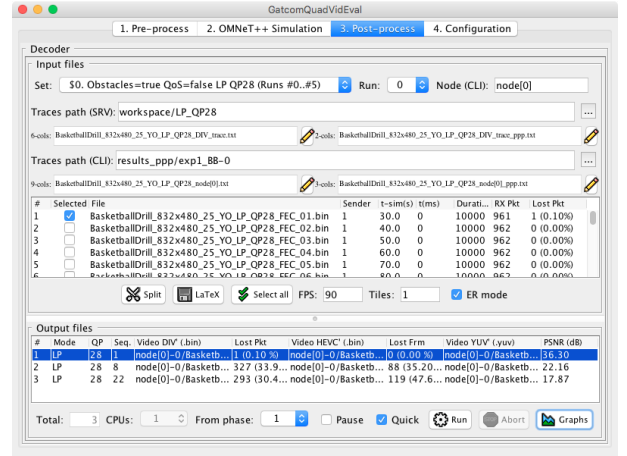 GatcomQuadVidEval
1. Pre-process 2. OMNeT++ Simulation 3. Post-process 4. Configuration
Decoder
Input files
Set: $0. Obstacles=true QoS=false LP QP28 (Runs #0..#5) Run: 0 Node (CLI): node[0]
Traces path (SRV): workspace/LP_QP28 ...
6-cols: BasketballDrill_832x480_25_YO_LP_QP28_DIV_trace.txt 2-cols: BasketballDrill_832x480_25_YO_LP_QP28_DIV_trace_ppp.txt
Traces path (CLI): results_ppp/exp1_BB-0 ...
9-cols: BasketballDrill_832x480_25_YO_LP_QP28_node[0].txt 3-cols: BasketballDrill_832x480_25_YO_LP_QP28_node[0]_ppp.txt
# Selected File Sender t-sim(s) t(ms) Durati... RX Pkt Lost Pkt
1 BasketballDrill_832x480_25_YO_LP_QP28_FEC_01.bin 1 30.0 0 10000 961 1 (0.10%)
2 BasketballDrill_832x480_25_YO_LP_QP28_FEC_02.bin 1 40.0 0 10000 962 0 (0.00%)
3 BasketballDrill_832x480_25_YO_LP_QP28_FEC_03.bin 1 50.0 0 10000 962 0 (0.00%)
4 BasketballDrill_832x480_25_YO_LP_QP28_FEC_04.bin 1 60.0 0 10000 962 0 (0.00%)
5 BasketballDrill_832x480_25_YO_LP_QP28_FEC_05.bin 1 70.0 0 10000 962 0 (0.00%)
6 BasketballDrill_832x480_25_YO_LP_QP28_FEC_06.bin 1 80.0 0 10000 962 0 (0.00%)
Split LaTeX Select all FPS: 90 Tiles: 1 ER mode
Output files
# Mode QP Seq. Video DIV' (.bin) Lost Pkt Video HEVC' (.bin) Lost Frm Video YUV' (.yuv) PSNR (dB)
1 LP 28 1 node[0]-0/Basketb... 1 (0.10 %) node[0]-0/Basketb... 0 (0.00 %) node[0]-0/Basketb... 36.30
2 LP 28 8 node[0]-0/Basketb... 327 (33.9... node[0]-0/Basketb... 88 (35.20... node[0]-0/Basketb... 22.16
3 LP 28 22 node[0]-0/Basketb... 293 (30.4... node[0]-0/Basketb... 119 (47.6... node[0]-0/Basketb... 17.87
Total: 3 CPUs: 1 From phase: 1 Pause Quick Run Abort Graphs